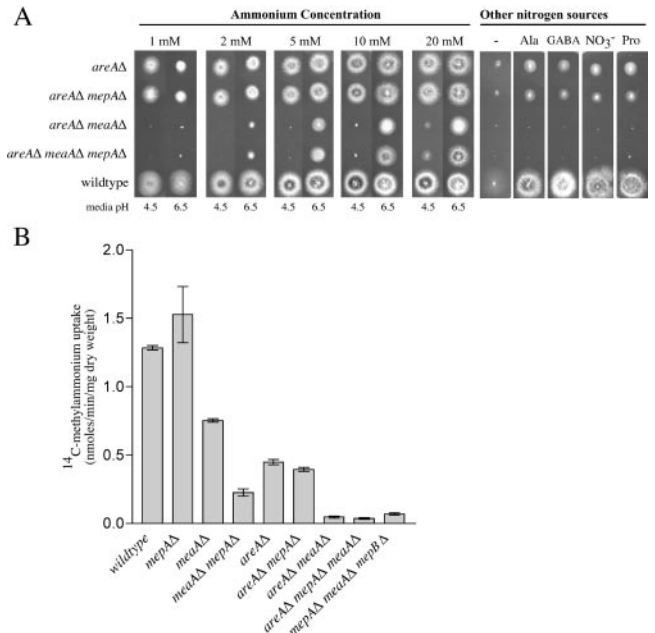 A
Ammonium Concentration
Other nitrogen sources
1 mM 2 mM 5 mM 10 mM 20 mM - Ala GABA NO3- Pro
areAΔ
areAΔ mepAΔ
areAΔ meaAΔ
areAΔ meaAΔ mepAΔ
wildtype
media pH 4.5 6.5 4.5 6.5 4.5 6.5 4.5 6.5 4.5 6.5
B
14C-methylammonium uptake
(nmoles/min/mg dry weight)
2.0
1.5
1.0
0.5
0.0
wildtype
mepAΔ
meaAΔ
meaAΔ mepAΔ
areAΔ
areAΔ mepAΔ
areAΔ meaAΔ
areAΔ mepAΔ meaAΔ
mepAΔ meaAΔ mepB Δ